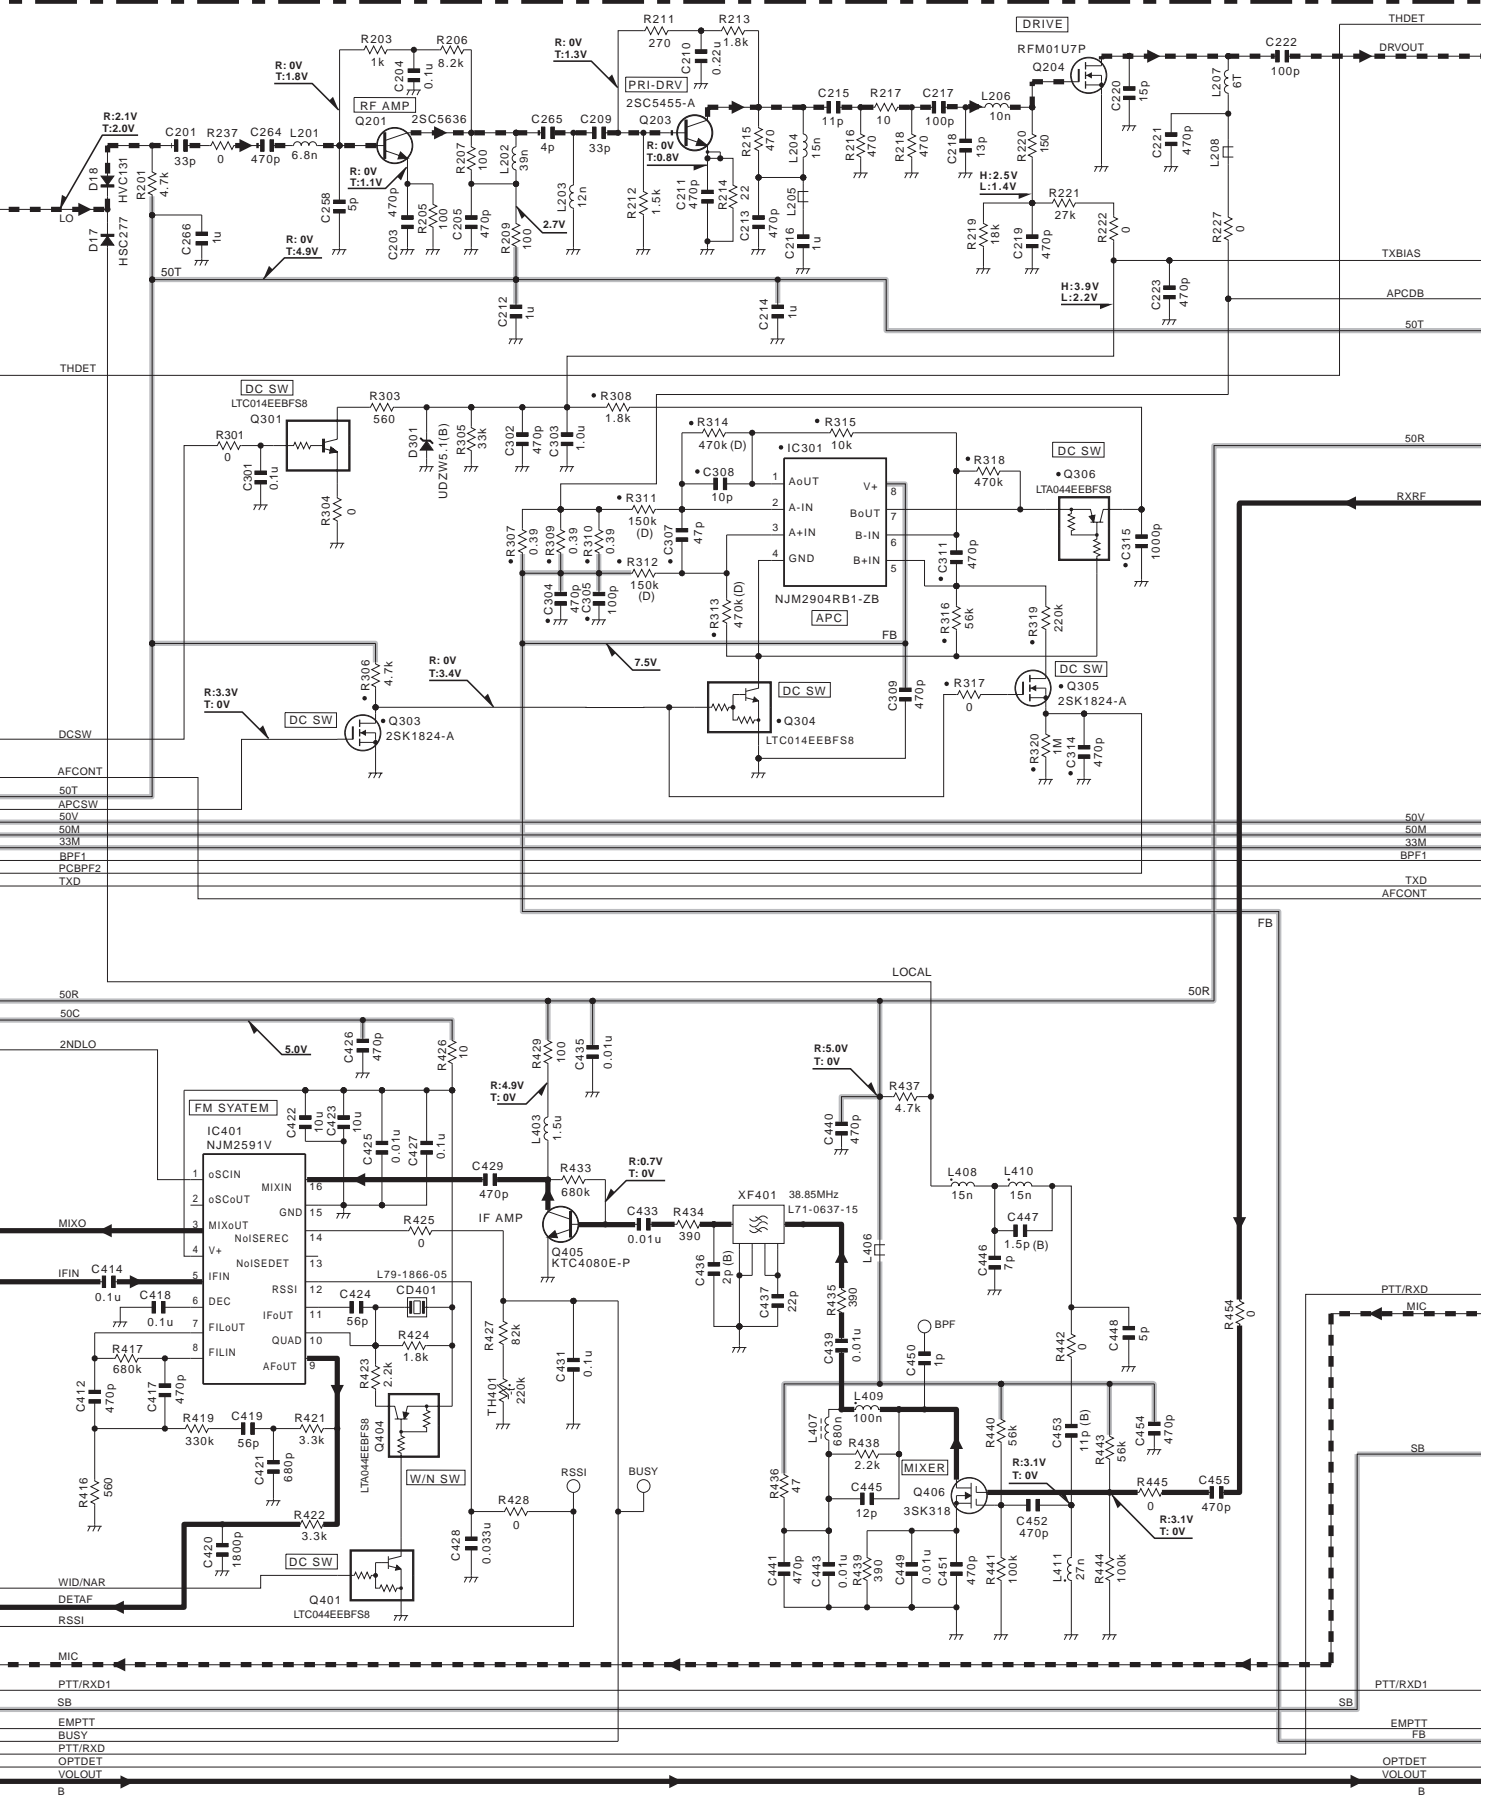 THDET
DRIVE
RFM01U7P
Q204
C222
100p
DRVOUT
R211
270
R213
1.8k
C210
0.22u
R: 0V
T:1.3V
R203
1k
R206
8.2k
C204
0.1u
R: 0V
T:1.8V
PRI-DRV
2SC5455-A
Q203
RF AMP
2SC5636
Q201
R:2.1V
T:2.0V
C201
33p
R237
0
C264
470p
L201
6.8n
C265
4p
C209
33p
C215
11p
R217
10
C217
100p
L206
10n
C220
15p
L207
6T
C221
470p
L208
D18
HVC131
R201
4.7k
R207
100
L202
39n
R215
470
L204
15n
R216
470
R218
470
C218
13p
R220
150
R: 0V
T:0.8V
R: 0V
T:1.1V
H:2.5V
L:1.4V
LO
D17
HSC277
C266
1u
C258
5p
C203
470p
R205
100
C205
470p
R209
100
2.7V
L203
12n
R212
1.5k
C211
470p
R214
22
C213
470p
L205
C216
1u
R219
18k
C219
470p
R221
27k
R222
0
R227
0
R: 0V
T:4.9V
50T
TXBIAS
H:3.9V
L:2.2V
C223
470p
APCDB
C212
1u
C214
1u
50T
THDET
DC SW
LTC014EEBFS8
Q301
R303
560
R308
1.8k
R301
0
C301
0.1u
R304
0
D301
UDZW5.1(B)
R305
33k
C302
470p
C303
1.0u
R314
470k (D)
R315
10k
IC301
C308
10p
1
AoUT
2
A-IN
3
A+IN
4
GND
V+
8
BoUT
7
B-IN
6
B+IN
5
NJM2904RB1-ZB
APC
R318
470k
DC SW
Q306
LTA044EEBFS8
50R
RXRF
R311
150k
(D)
R312
150k
(D)
C307
47p
R307
0.39
R309
0.39
R310
0.39
C304
470p
C305
100p
R313
470k (D)
C311
470p
R316
56k
R319
220k
C315
1000p
FB
7.5V
R306
4.7k
R: 0V
T:3.4V
R:3.3V
T: 0V
DC SW
Q303
2SK1824-A
DC SW
Q304
LTC014EEBFS8
C309
470p
R317
0
DC SW
Q305
2SK1824-A
R320
1M
C314
470p
DCSW
AFCONT
50T
APCSW
50V
50V
50M
50M
33M
33M
BPF1
BPF1
PCBPF2
TXD
TXD
AFCONT
FB
LOCAL
50R
50R
50C
2NDLO
5.0V
C426
470p
R426
10
R429
100
C435
0.01u
R:5.0V
T: 0V
R:4.9V
T: 0V
R437
4.7k
C440
470p
FM SYATEM
IC401
NJM2591V
C422
10u
C423
10u
C425
0.01u
C427
0.1u
L403
1.5u
1
oSCIN
2
oSCoUT
3
MIXoUT
4
V+
5
IFIN
6
DEC
7
FILoUT
8
FILIN
MIXIN
16
GND
15
NoISEREC
14
NoISEDET
13
RSSI
12
IFoUT
11
QUAD
10
AFoUT
9
C429
470p
R433
680k
R:0.7V
T: 0V
IF AMP
Q405
KTC4080E-P
C433
0.01u
R434
390
XF401
38.85MHz
L71-0637-15
C436
2p (B)
C437
22p
L406
L408
15n
L410
15n
C447
1.5p (B)
C446
7p
MIXO
IFIN
C414
0.1u
C418
0.1u
R425
0
L79-1866-05
CD401
C424
56p
R424
1.8k
R427
82k
C431
0.1u
R435
390
C439
0.01u
BPF
C450
1p
R442
0
C448
5p
R454
0
PTT/RXD
MIC
R417
680k
C412
470p
C417
470p
R423
2.2k
TH401
220k
Q404
LTA044EEBFS8
R419
330k
C419
56p
R421
3.3k
C421
680p
R416
560
L409
100n
L407
680n
R438
2.2k
C445
12p
R436
47
MIXER
Q406
3SK318
R440
56k
C453
11p (B)
R443
56k
C454
470p
SB
R:3.1V
T: 0V
R445
0
C455
470p
R:3.1V
T: 0V
C452
470p
W/N SW
RSSI
BUSY
R428
0
C428
0.033u
R422
3.3k
C420
1800p
DC SW
Q401
LTC044EEBFS8
C441
470p
C443
0.01u
R439
390
C449
0.01u
C451
470p
R441
100k
L411
27n
R444
100k
WID/NAR
DETAF
RSSI
MIC
PTT/RXD1
PTT/RXD1
SB
SB
EMPTT
EMPTT
BUSY
FB
PTT/RXD
OPTDET
OPTDET
VOLOUT
VOLOUT
B
B